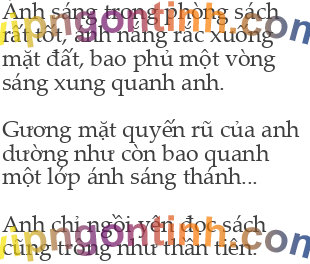 Ánh sáng trong phòng sách
rất tốt, ánh nắng rắc xuống
mặt đất, bao phủ một vòng
sáng xung quanh anh.
Gương mặt quyến rũ của anh
dường như còn bao quanh
một lớp ánh sáng thánh...
Anh chỉ ngồi yên đọc sách
cũng trông như thần tiên.